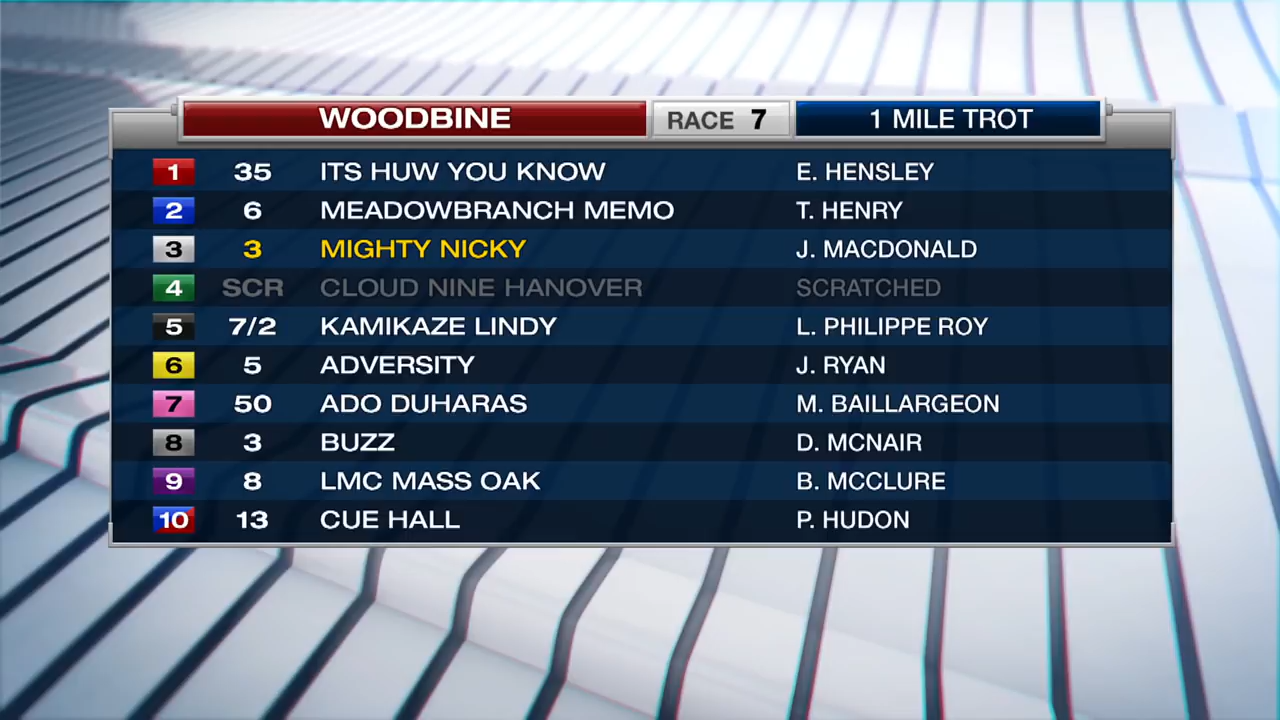 WOODBINE RACE 7 1 MILE TROT
1 35 ITS HUW YOU KNOW E. HENSLEY
2 6 MEADOWBRANCH MEMO T. HENRY
3 3 MIGHTY NICKY J. MACDONALD
4 SCR CLOUD NINE HANOVER SCRATCHED
5 7/2 KAMIKAZE LINDY L. PHILIPPE ROY
6 5 ADVERSITY J. RYAN
7 50 ADO DUHARAS M. BAILLARGEON
8 3 BUZZ D. MCNAIR
9 8 LMC MASS OAK B. MCCLURE
10 13 CUE HALL P. HUDON